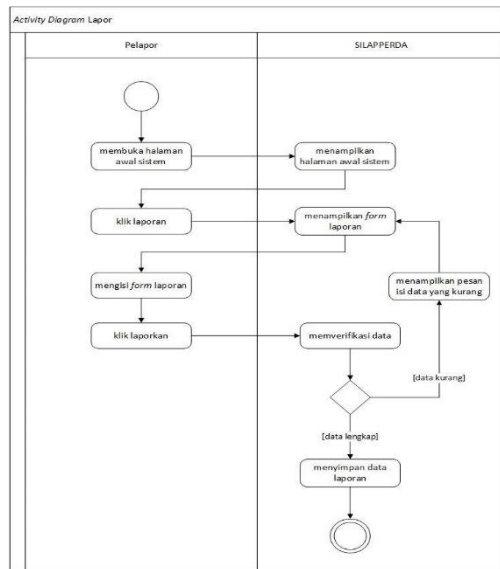 Activity Diagram Lapor
Pelapor
SILAPPERDA
membuka halaman
awal sistem
menampilkan
halaman awal sistem
klik laporan
menampilkan form
laporan
mengisi form laporan
menampilkan pesan
isi data yang kurang
klik laporkan
memverifikasi data
[data kurang]
[data lengkap]
menyimpan data
laporan